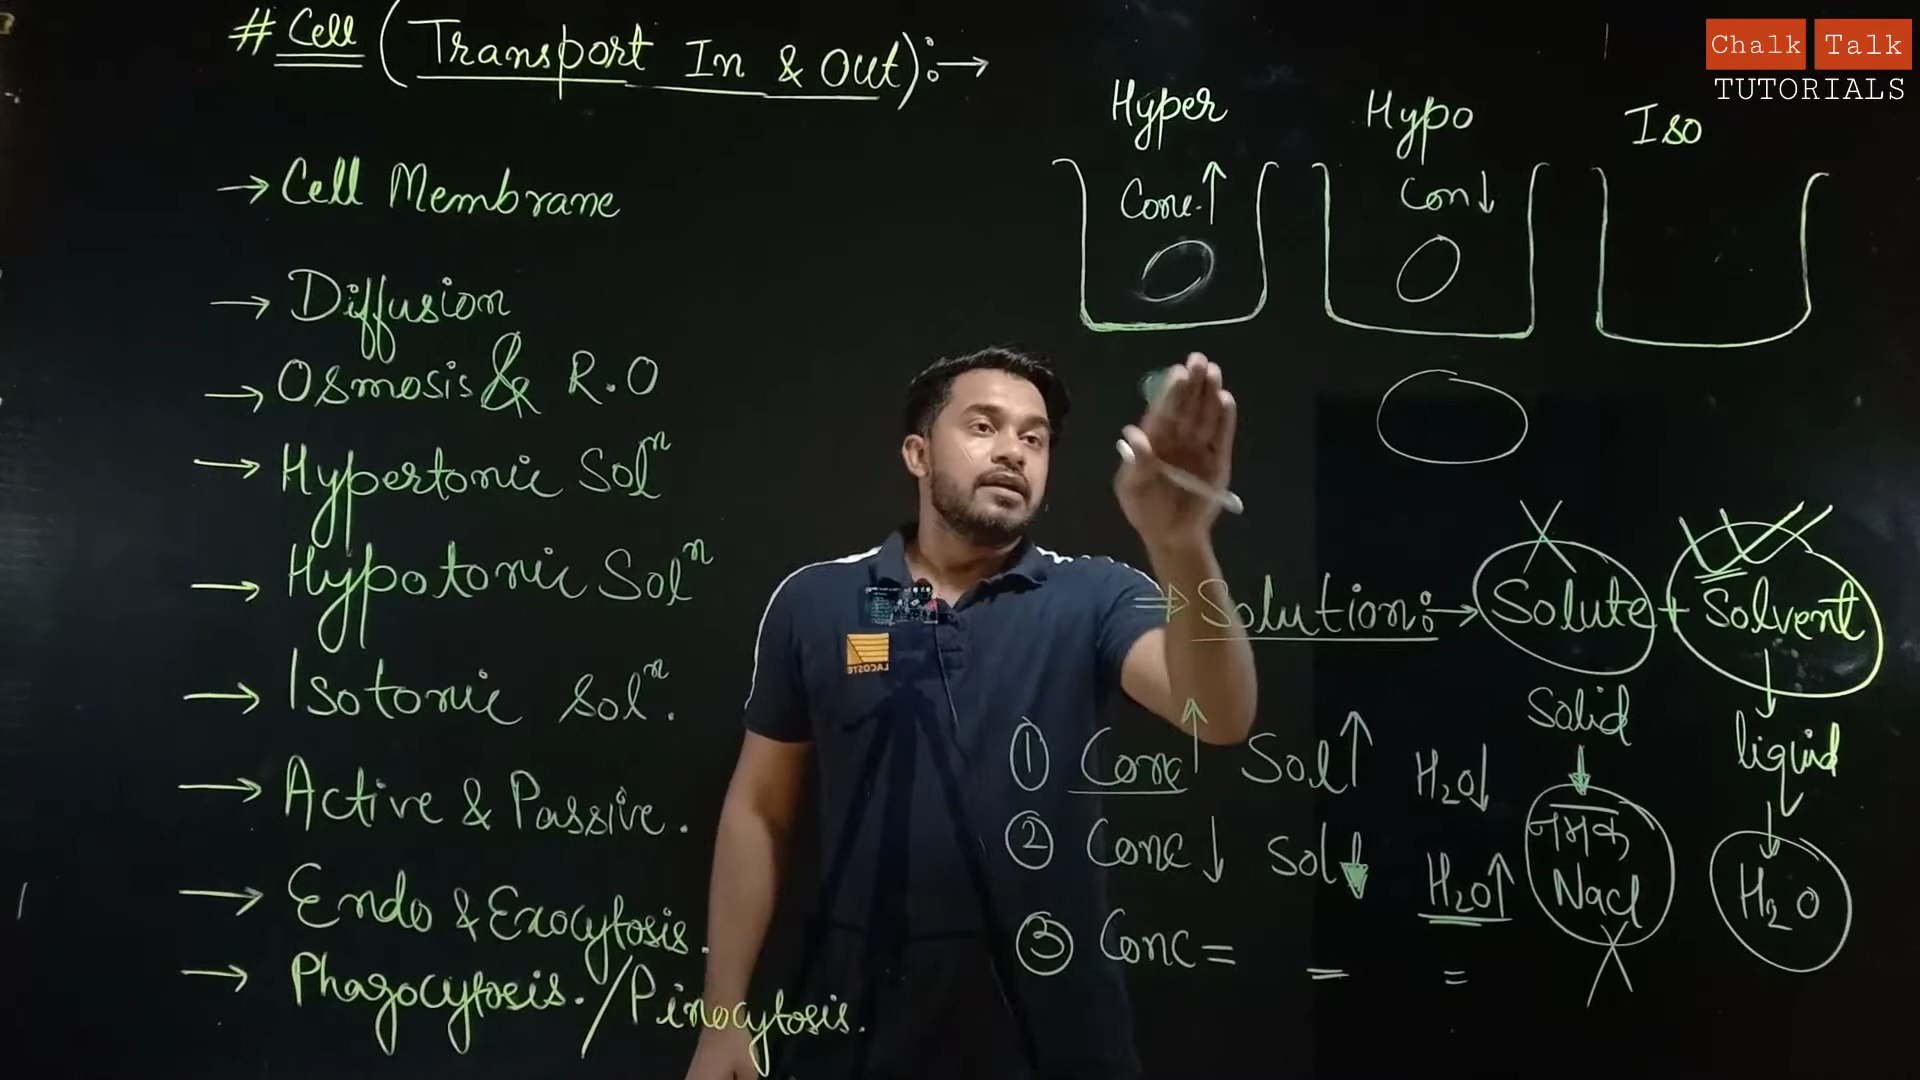 # Cell (Transport In & Out):→
Chalk Talk
TUTORIALS
→ Cell Membrane
→ Diffusion
→ Osmosis & R.O
→ Hypertonic Solⁿ
→ Hypotonic Solⁿ
→ Isotonic Solⁿ.
→ Active & Passive.
→ Endo & Exocytosis.
→ Phagocytosis./Pinocytosis.
Hyper Hypo Iso
Conc.↑ Con↓
⇒ Solution:→ Solute + Solvent
Solid liquid
नमक
NaCl H₂O
① Conc↑ Sol↑ H₂O↓
② Conc↓ Sol↓ H₂O↑
③ Conc = = =
LACOSTE